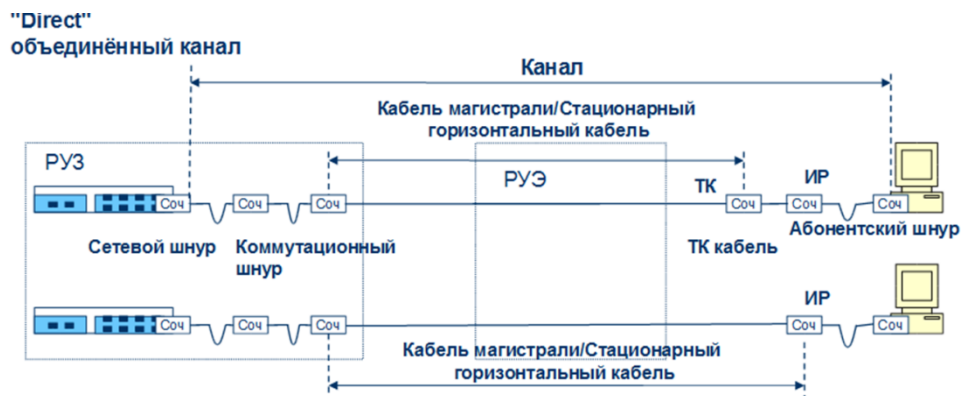 "Direct"
объединённый канал
Канал
Кабель магистрали/Стационарный
горизонтальный кабель
РУЗ
РУЭ
ТК
ИР
Соч Соч Соч Соч Соч Соч
Сетевой шнур
Коммутационный
шнур
ТК кабель
Абонентский шнур
ИР
Соч Соч Соч Соч Соч
Кабель магистрали/Стационарный
горизонтальный кабель